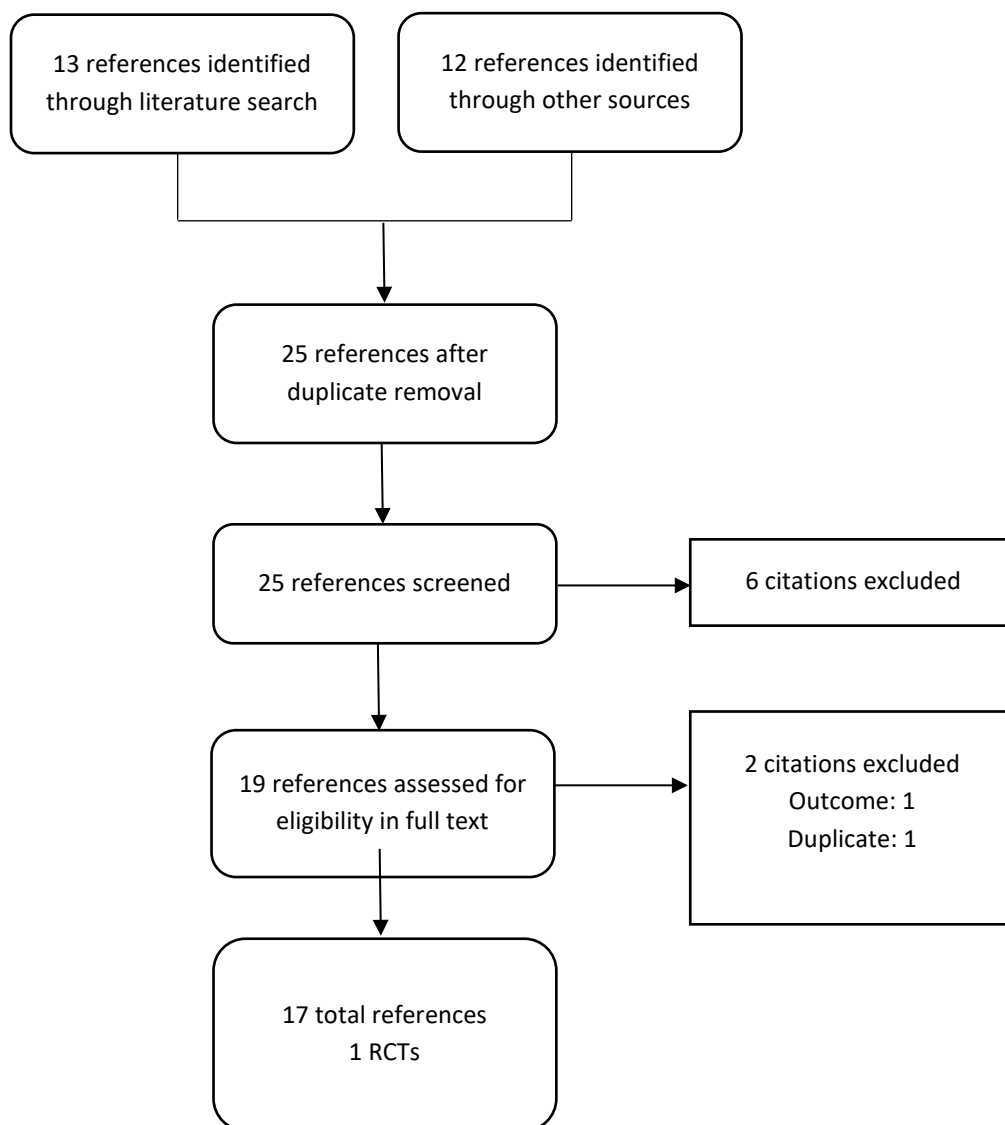 13 references identified
through literature search
12 references identified
through other sources
25 references after
duplicate removal
25 references screened
6 citations excluded
19 references assessed for
eligibility in full text
2 citations excluded
Outcome: 1
Duplicate: 1
17 total references
1 RCTs